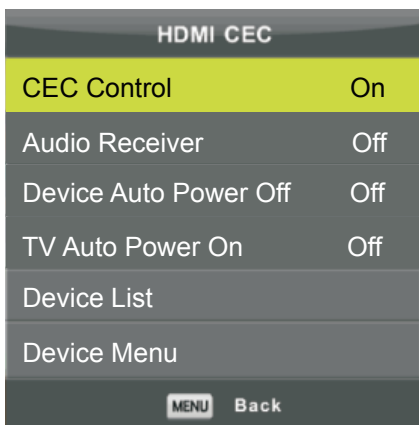 HDMI CEC
CEC Control On
Audio Receiver Off
Device Auto Power Off Off
TV Auto Power On Off
Device List
Device Menu
MENU Back